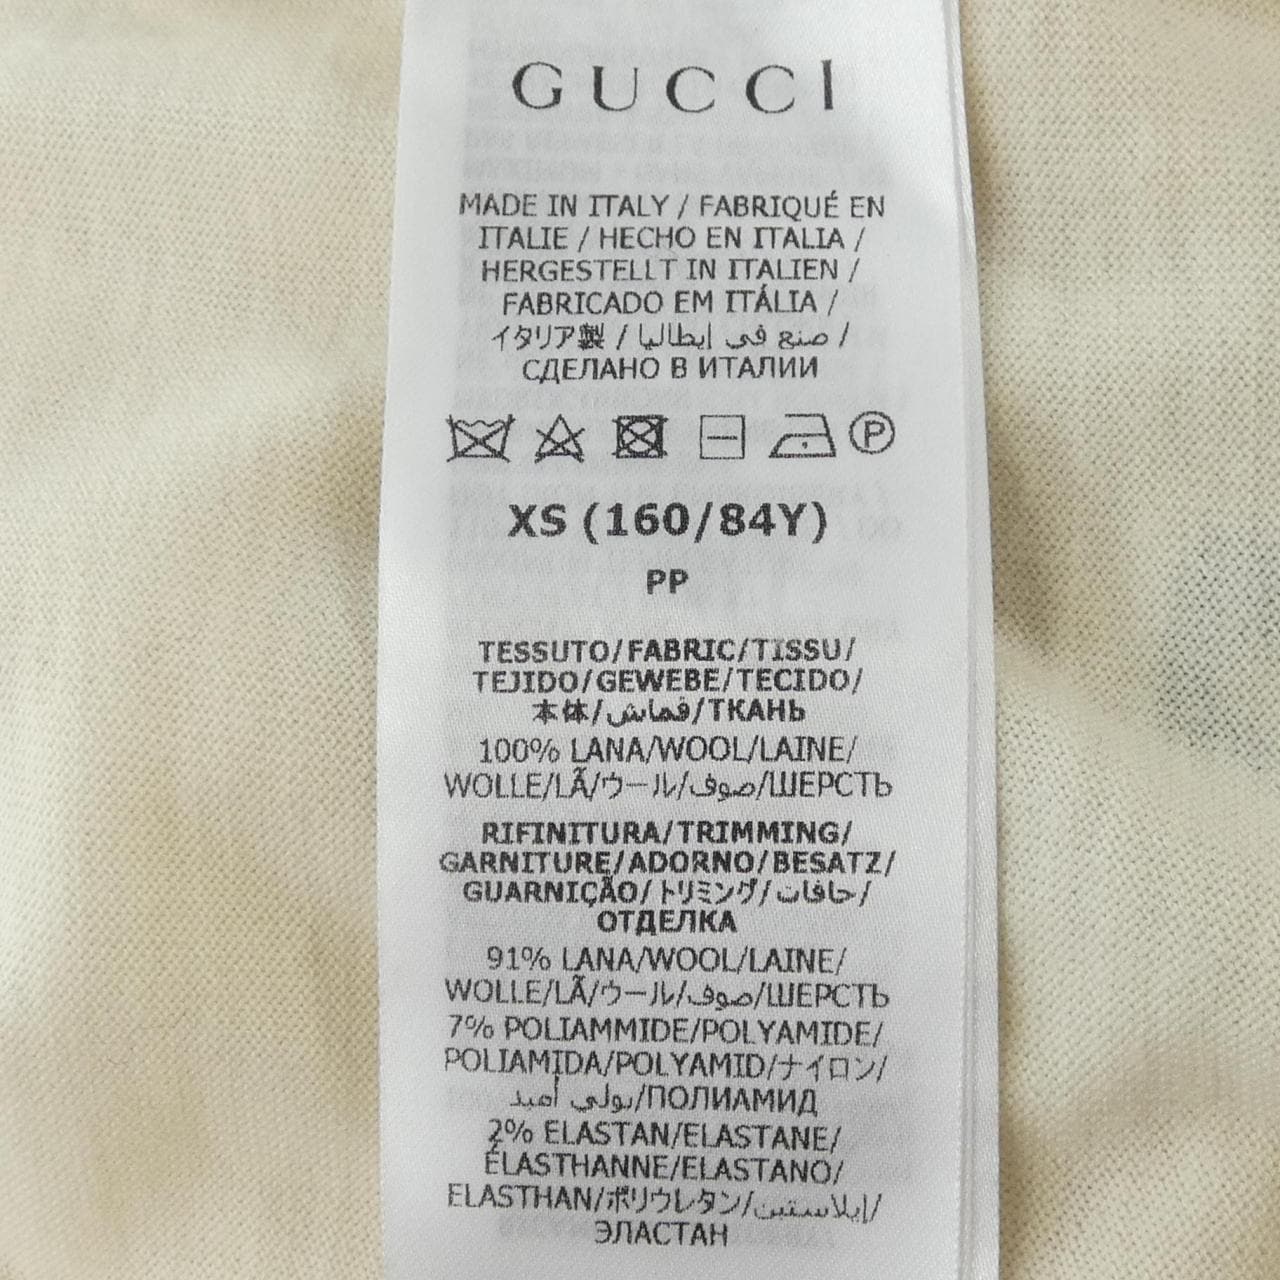 GUCCI
MADE IN ITALY / FABRIQUÉ EN
ITALIE / HECHO EN ITALIA /
HERGESTELLT IN ITALIEN /
FABRICADO EM ITÁLIA /
イタリア製 / صنع في إيطاليا /
СДЕЛАНО В ИТАЛИИ
P
XS (160/84Y)
PP
TESSUTO/FABRIC/TISSU/
TEJIDO/GEWEBE/TECIDO/
本体/قماش/ТКАНЬ
100% LANA/WOOL/LAINE/
WOLLE/LÃ/ウール/صوف/ШЕРСТЬ
RIFINITURA/TRIMMING/
GARNITURE/ADORNO/BESATZ/
GUARNIÇÃO/トリミング/حافات/
ОТДЕЛКА
91% LANA/WOOL/LAINE/
WOLLE/LÃ/ウール/صوف/ШЕРСТЬ
7% POLIAMMIDE/POLYAMIDE/
POLIAMIDA/POLYAMID/ナイロン/
بولي أميد/ПОЛИАМИД
2% ELASTAN/ELASTANE/
ÉLASTHANNE/ELASTANO/
ELASTHAN/ポリウレタン/إيلاستين/
ЭЛАСТАН